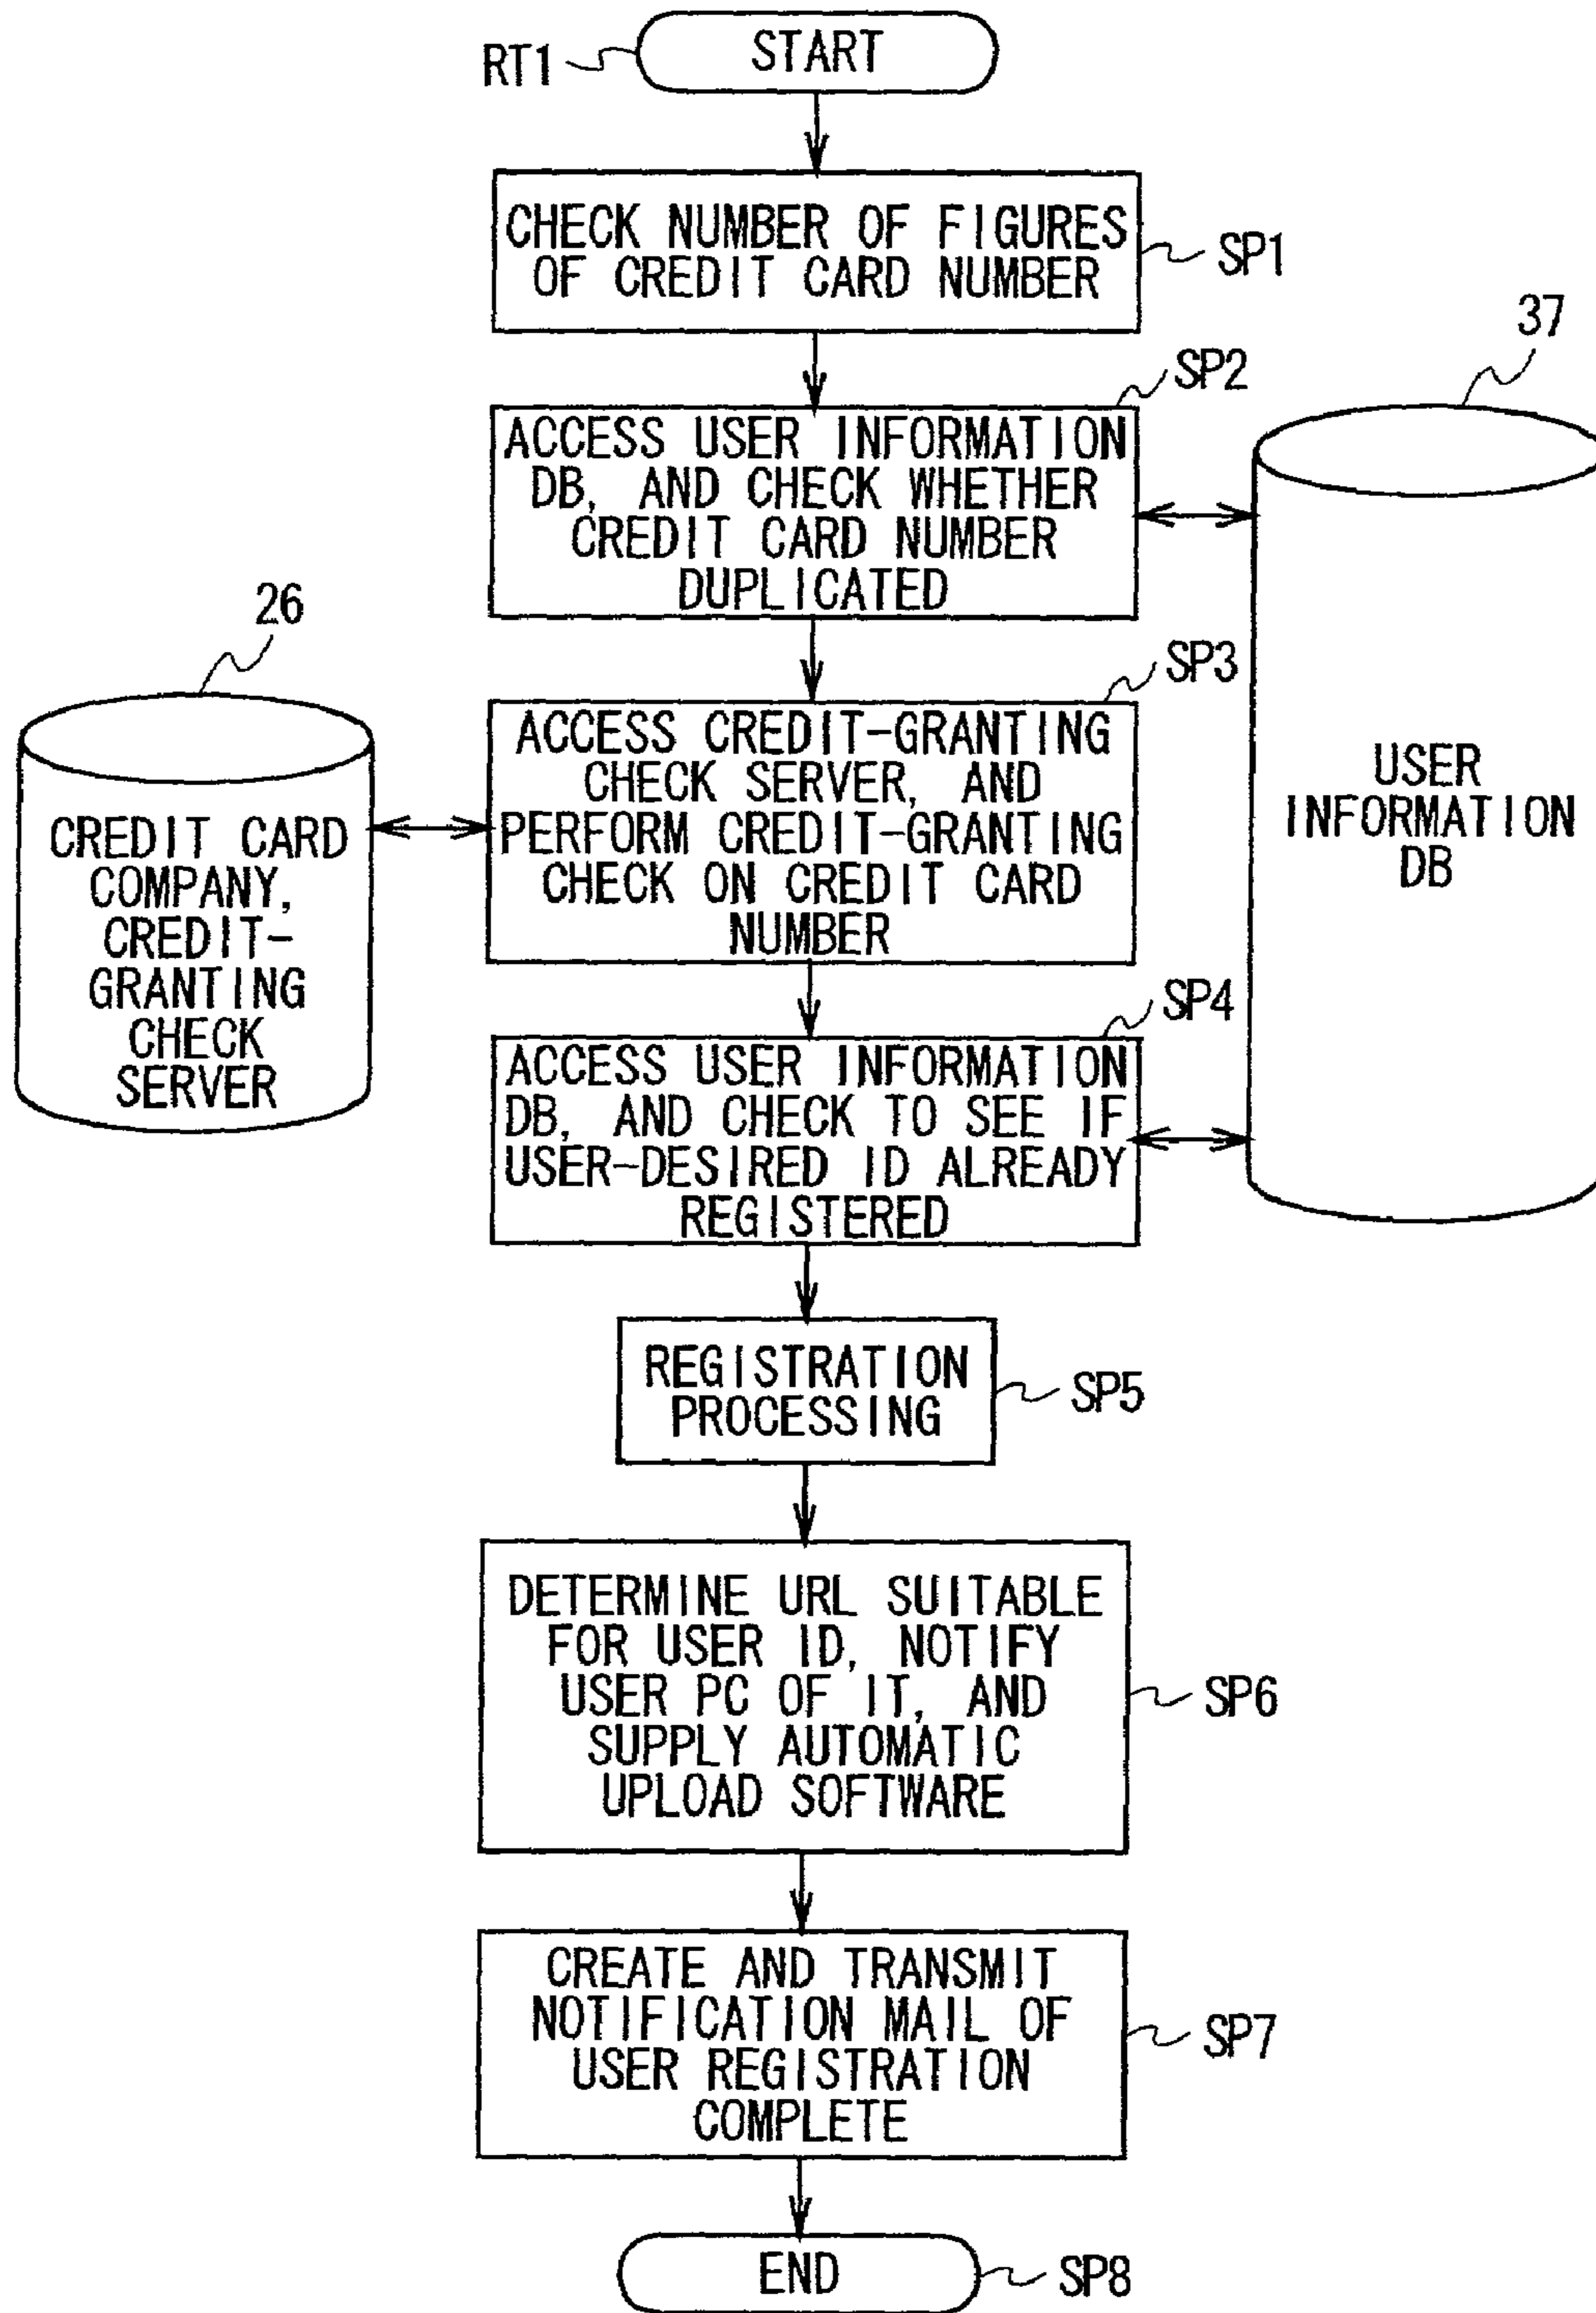 RT1
START
CHECK NUMBER OF FIGURES
OF CREDIT CARD NUMBER
SP1
37
SP2
ACCESS USER INFORMATION
DB, AND CHECK WHETHER
CREDIT CARD NUMBER
DUPLICATED
26
SP3
ACCESS CREDIT-GRANTING
CHECK SERVER, AND
PERFORM CREDIT-GRANTING
CHECK ON CREDIT CARD
NUMBER
USER
INFORMATION
DB
CREDIT CARD
COMPANY,
CREDIT-
GRANTING
CHECK
SERVER
SP4
ACCESS USER INFORMATION
DB, AND CHECK TO SEE IF
USER-DESIRED ID ALREADY
REGISTERED
REGISTRATION
PROCESSING
SP5
DETERMINE URL SUITABLE
FOR USER ID, NOTIFY
USER PC OF IT, AND
SUPPLY AUTOMATIC
UPLOAD SOFTWARE
SP6
CREATE AND TRANSMIT
NOTIFICATION MAIL OF
USER REGISTRATION
COMPLETE
SP7
END
SP8